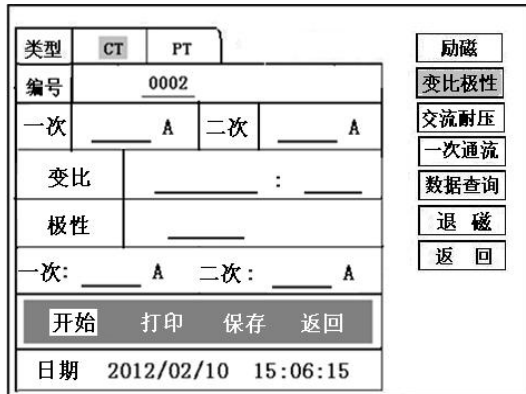 类型 CT PT
编号 0002
一次 A 二次 A
变比 :
极性
一次: A 二次: A
开始 打印 保存 返回
日期 2012/02/10 15:06:15
励磁
变比极性
交流耐压
一次通流
数据查询
退 磁
返 回